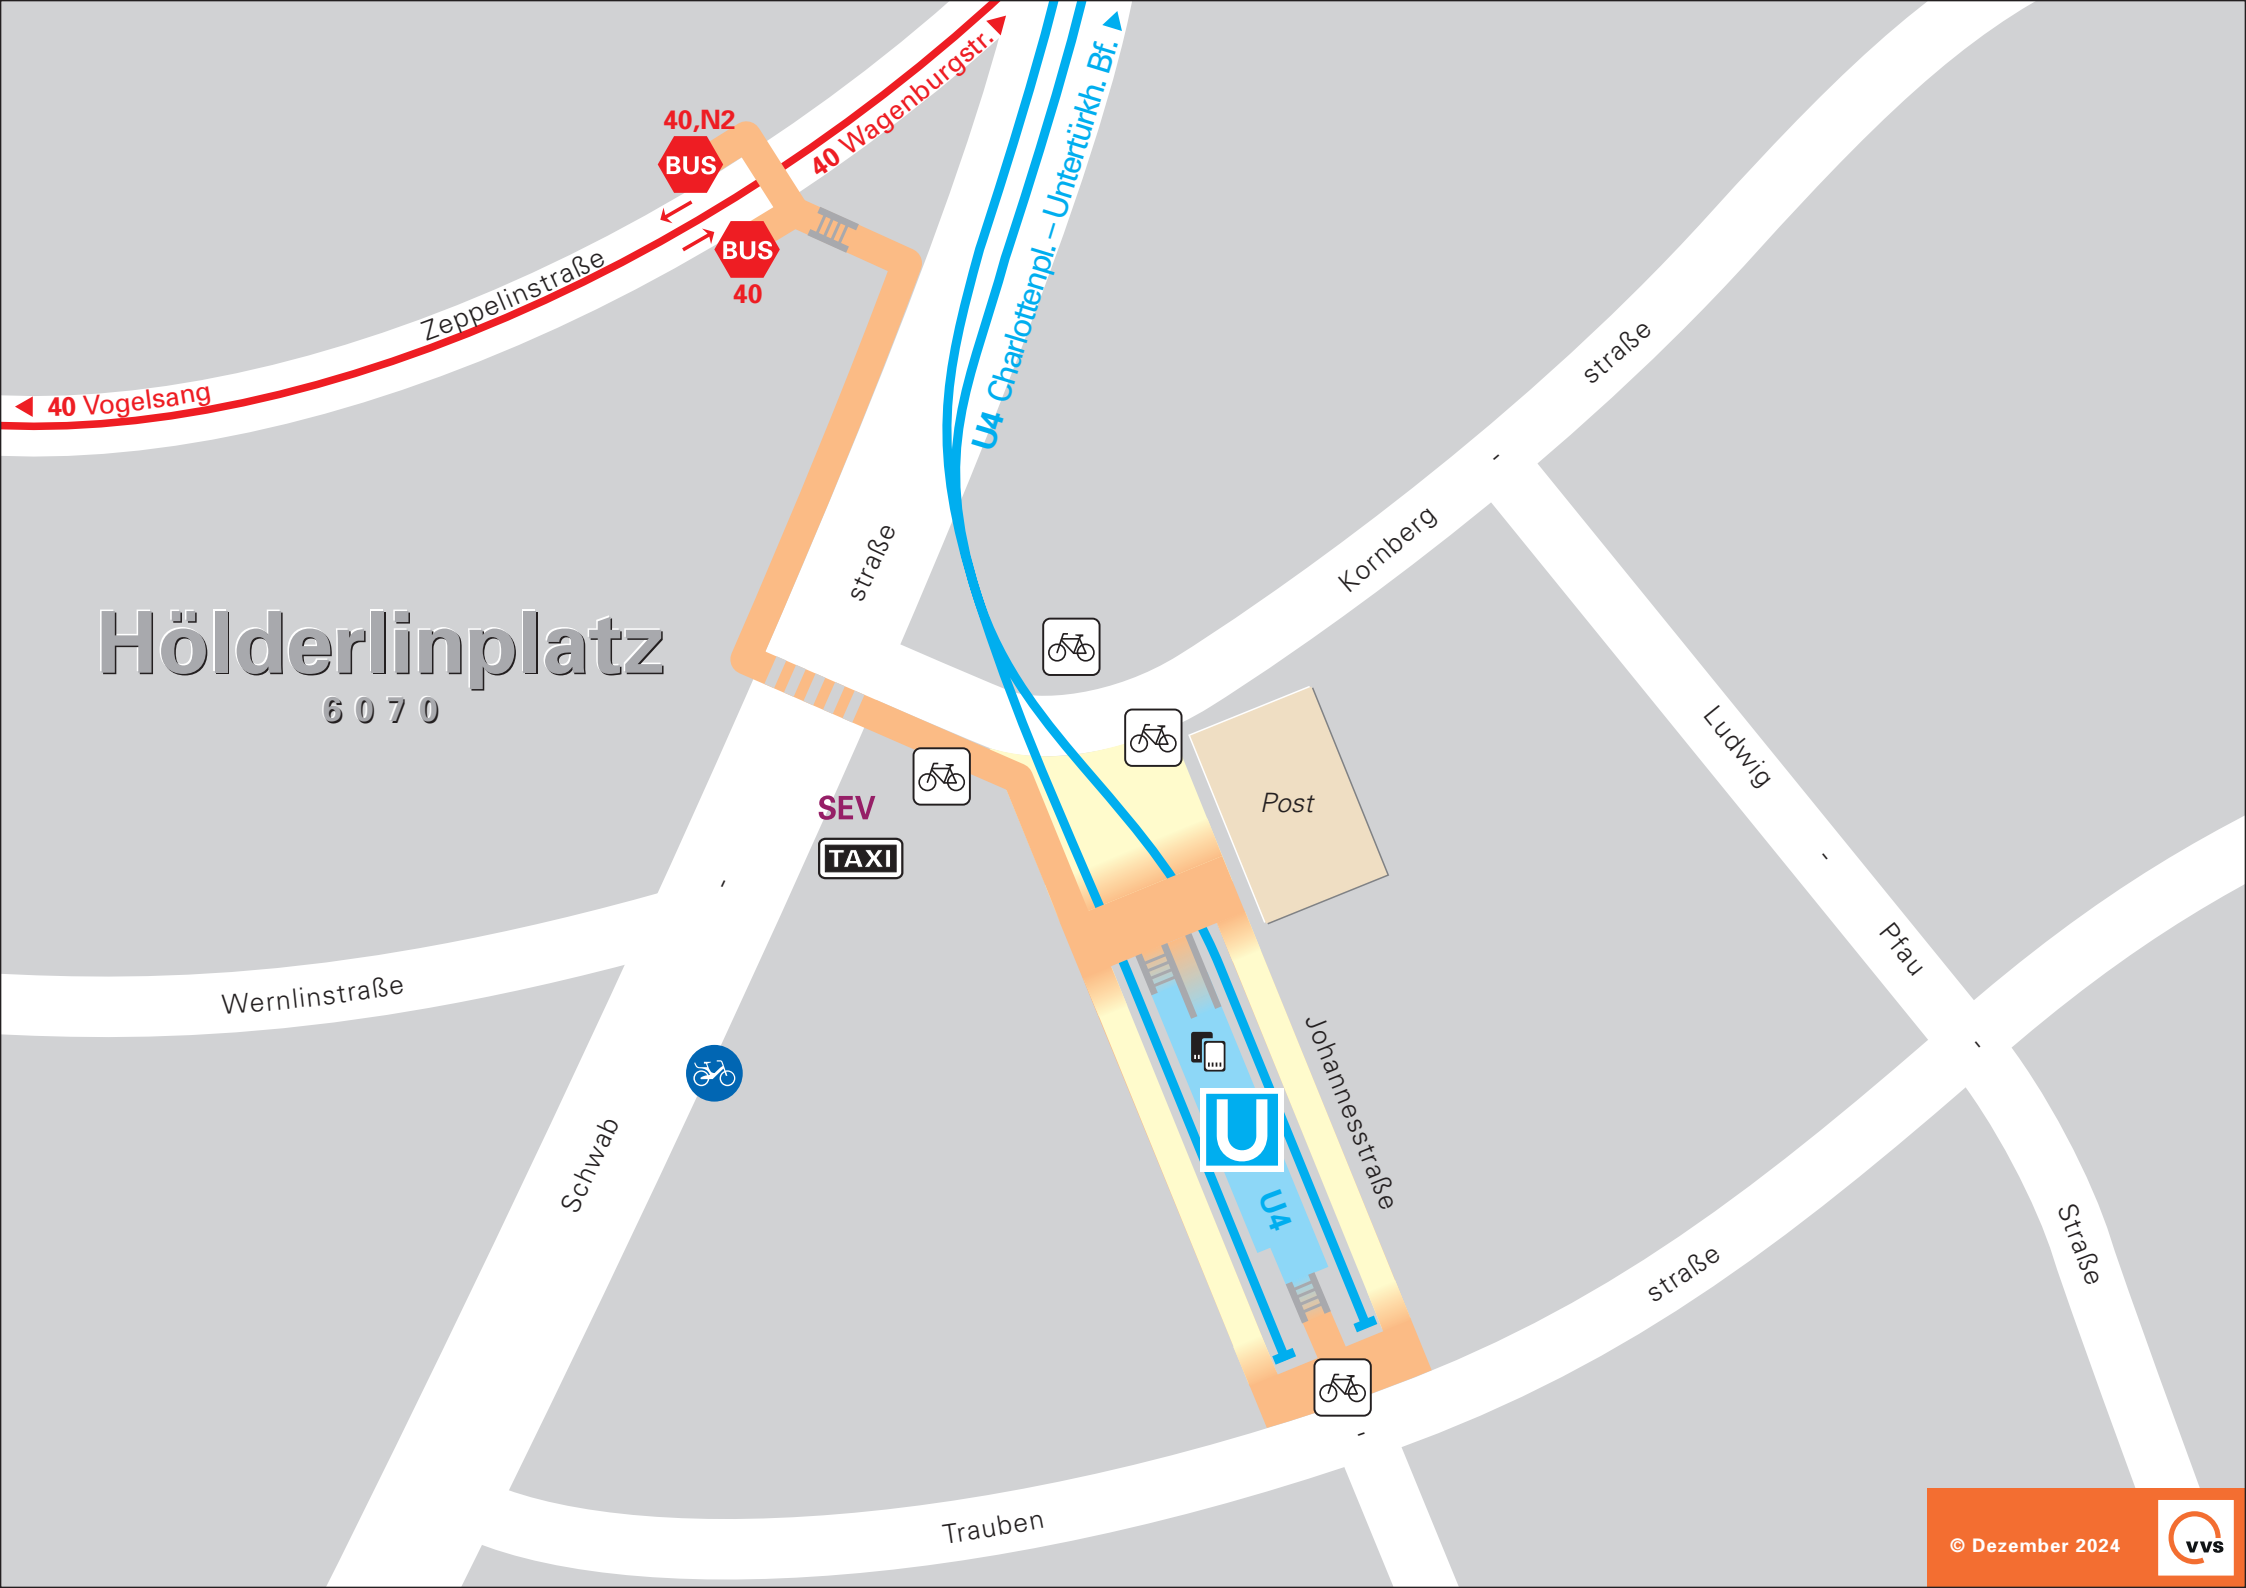 40,N2
BUS
BUS
40
40 Wagenburgstr.
U4 Charlottenpl. – Untertürkh. Bf.
Zeppelinstraße
40 Vogelsang
straße
Kornberg
-
straße
Hölderlinplatz
6070
SEV
TAXI
Post
Ludwig
-
Pfau
-
Straße
Wernlinstraße
Schwab
-
Johannesstraße
U
U4
straße
-
Trauben
© Dezember 2024
vvs